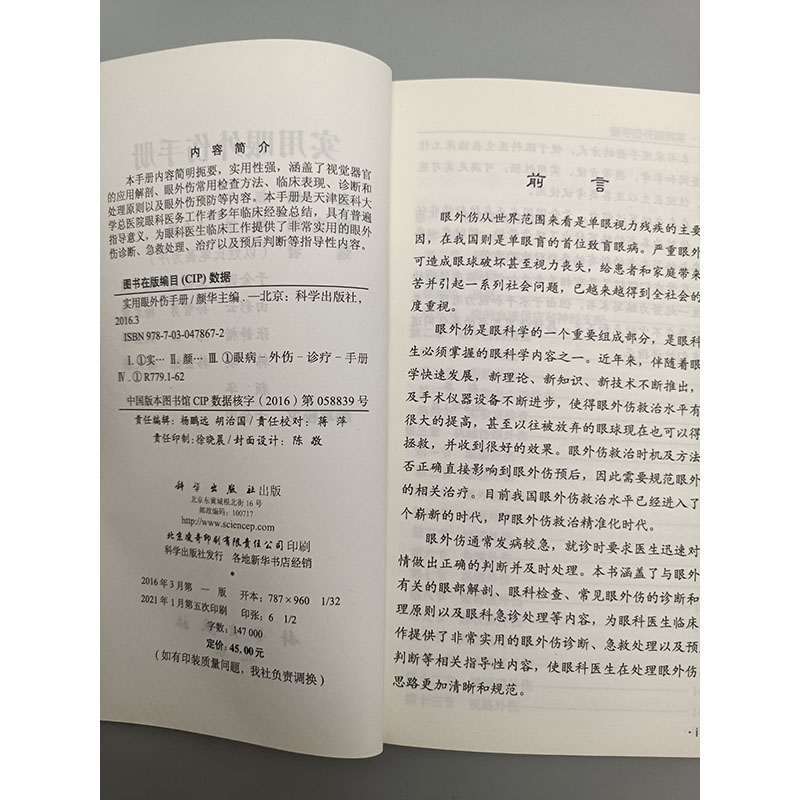 内 容 简 介
本手册内容简明扼要，实用性强，涵盖了视觉器官
的应用解剖、眼外伤常用检查方法、临床表现、诊断和
处理原则以及眼外伤预防等内容。本手册是天津医科大
学总医院眼科医务工作者多年临床经验总结，具有普遍
指导意义，为眼科医生临床工作提供了非常实用的眼外
伤诊断、急救处理、治疗以及预后判断等指导性内容。
图书在版编目(CIP)数据
实用眼外伤手册/颜华主编．—北京：科学出版社，
2016.3
ISBN 978-7-03-047867-2
Ⅰ.①实… Ⅱ.颜… Ⅲ.①眼病－外伤－诊疗－手册
Ⅳ.①R779.1-62
中国版本图书馆 CIP 数据核字（2016）第 058839 号
责任编辑：杨鹏远 胡治国/责任校对：蒋 萍
责任印制：徐晓晨/封面设计：陈 敬
科学出版社出版
北京东黄城根北街 16 号
邮政编码：100717
http://www.sciencep.com
北京凌奇印刷有限责任公司印刷
科学出版社发行 各地新华书店经销
*
2016 年 3 月第 一 版 开本：787×960 1/32
2021 年 1 月第五次印刷 印张：6 1/2
字数：147 000
定价：45.00 元
（如有印装质量问题，我社负责调换）
前 言
眼外伤从世界范围来看是单眼视力残疾的主要
因，在我国则是单眼盲的首位致盲眼病。严重眼外
可造成眼球破坏甚至视力丧失，给患者和家庭带来
苦并引起一系列社会问题，已越来越得到全社会的
度重视。
眼外伤是眼科学的一个重要组成部分，是眼科
生必须掌握的眼科学内容之一。近年来，伴随着眼
学快速发展，新理论、新知识、新技术不断推出，
及手术仪器设备不断进步，使得眼外伤救治水平有
很大的提高，甚至以往被放弃的眼球现在也可以得
拯救，并收到很好的效果。眼外伤救治时机及方法
否正确直接影响到眼外伤预后，因此需要规范眼外
的相关治疗。目前我国眼外伤救治水平已经进入了
个崭新的时代，即眼外伤救治精准化时代。
眼外伤通常发病较急，就诊时要求医生迅速对
情做出正确的判断并及时处理。本书涵盖了与眼外
有关的眼部解剖、眼科检查、常见眼外伤的诊断和
理原则以及眼科急诊处理等内容，为眼科医生临床
作提供了非常实用的眼外伤诊断、急救处理以及预
判断等相关指导性内容，使眼科医生在处理眼外伤
思路更加清晰和规范。
· i